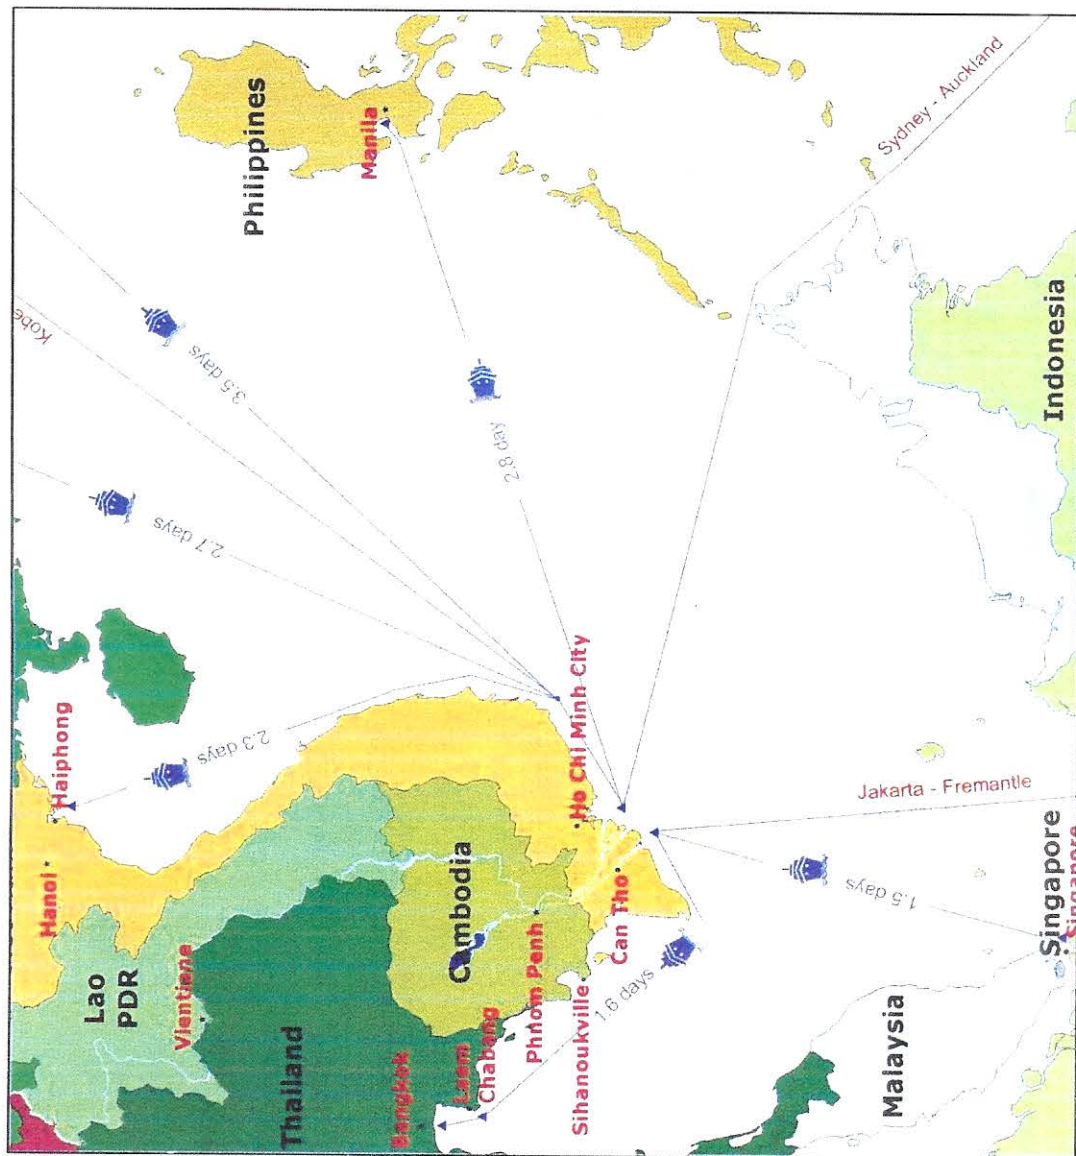 Philippines
Manila
Sydney - Auckland
Kobe
3.5 days
2.7 days
2.8 day
Indonesia
Haiphong
2.3 days
Hanoi
Ho Chi Minh City
Jakarta - Fremantle
Lao
PDR
Vientiane
Cambodia
Phnom Penh
Can Tho
1.5 days
Singapore
Singapore
Thailand
Bangkok
Laem
Chabang
Sihanoukville
1.6 days
Malaysia